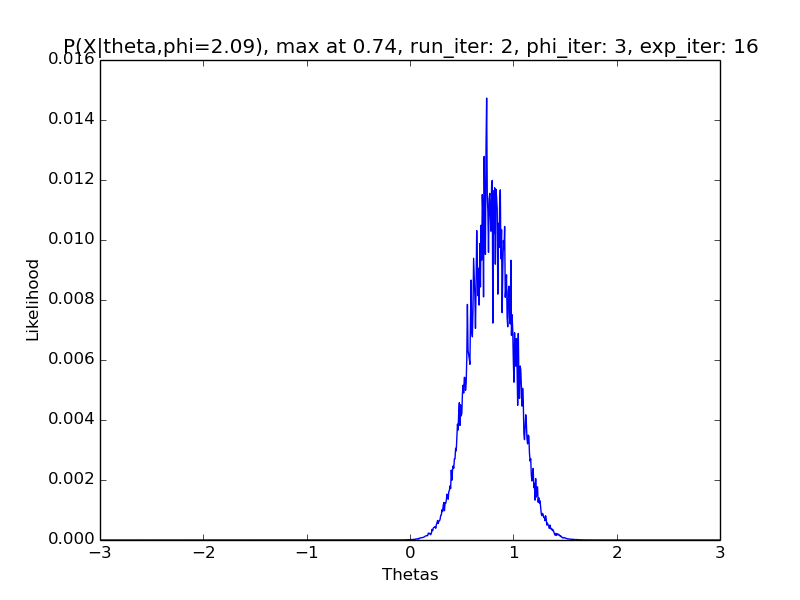 P(X|theta,phi=2.09), max at 0.74, run_iter: 2, phi_iter: 3, exp_iter: 16
0.016
0.014
0.012
0.010
0.008
0.006
0.004
0.002
0.000
Likelihood
−3 −2 −1 0 1 2 3
Thetas